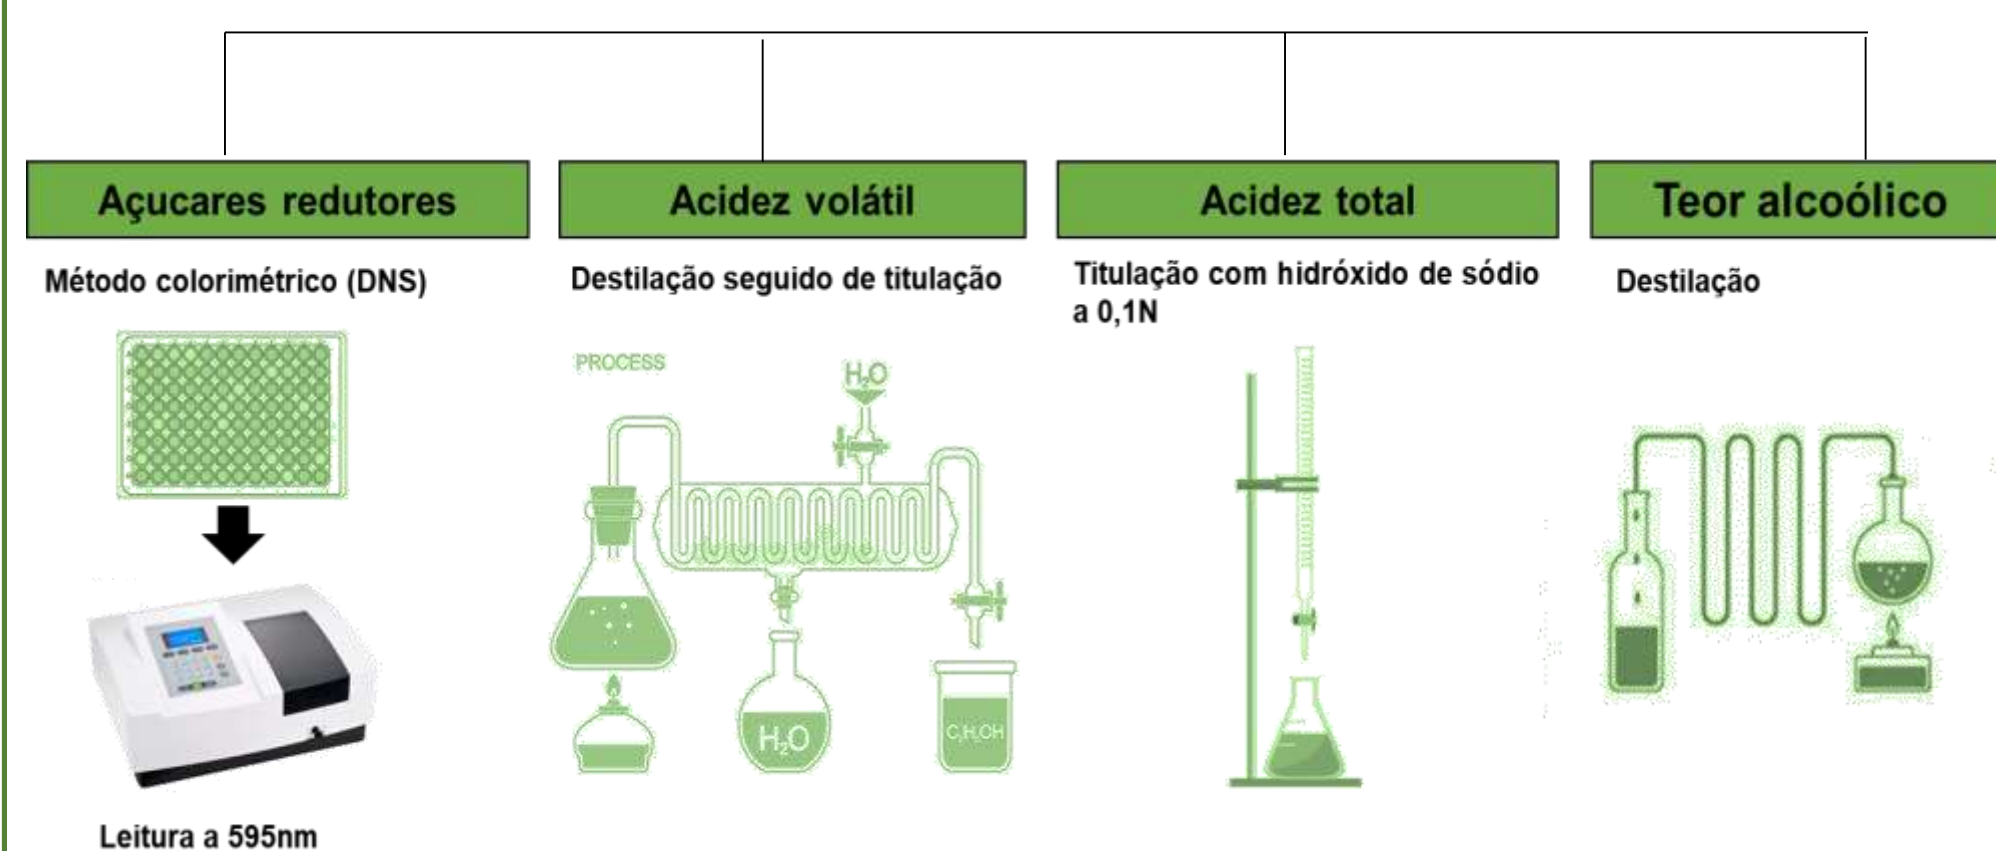 Açucares redutores
Método colorimétrico (DNS)
Leitura a 595nm
Acidez volátil
Destilação seguido de titulação
PROCESS
H₂O
H₂O
Acidez total
Titulação com hidróxido de sódio
a 0,1N
Teor alcoólico
Destilação